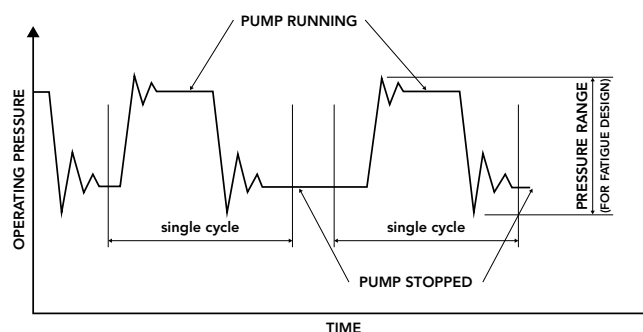 PUMP RUNNING
OPERATING PRESSURE
PRESSURE RANGE
(FOR FATIGUE DESIGN)
single cycle
single cycle
PUMP STOPPED
TIME